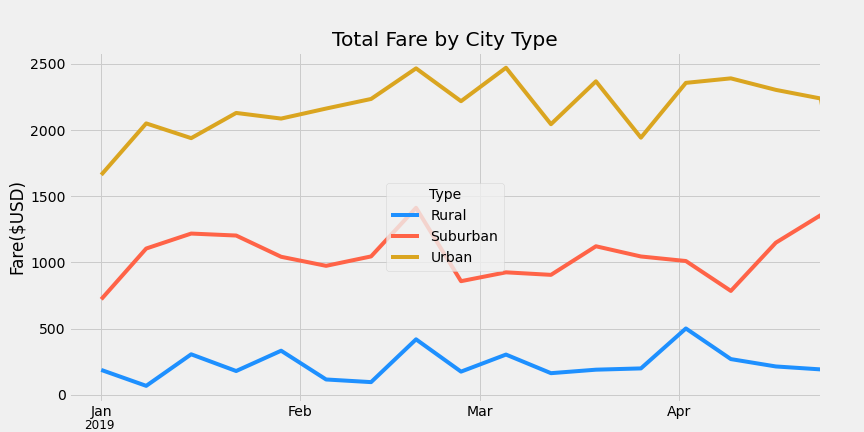 Total Fare by City Type
Fare($USD)
2500
2000
1500
1000
500
0
Type
Rural
Suburban
Urban
Jan Feb Mar Apr
2019